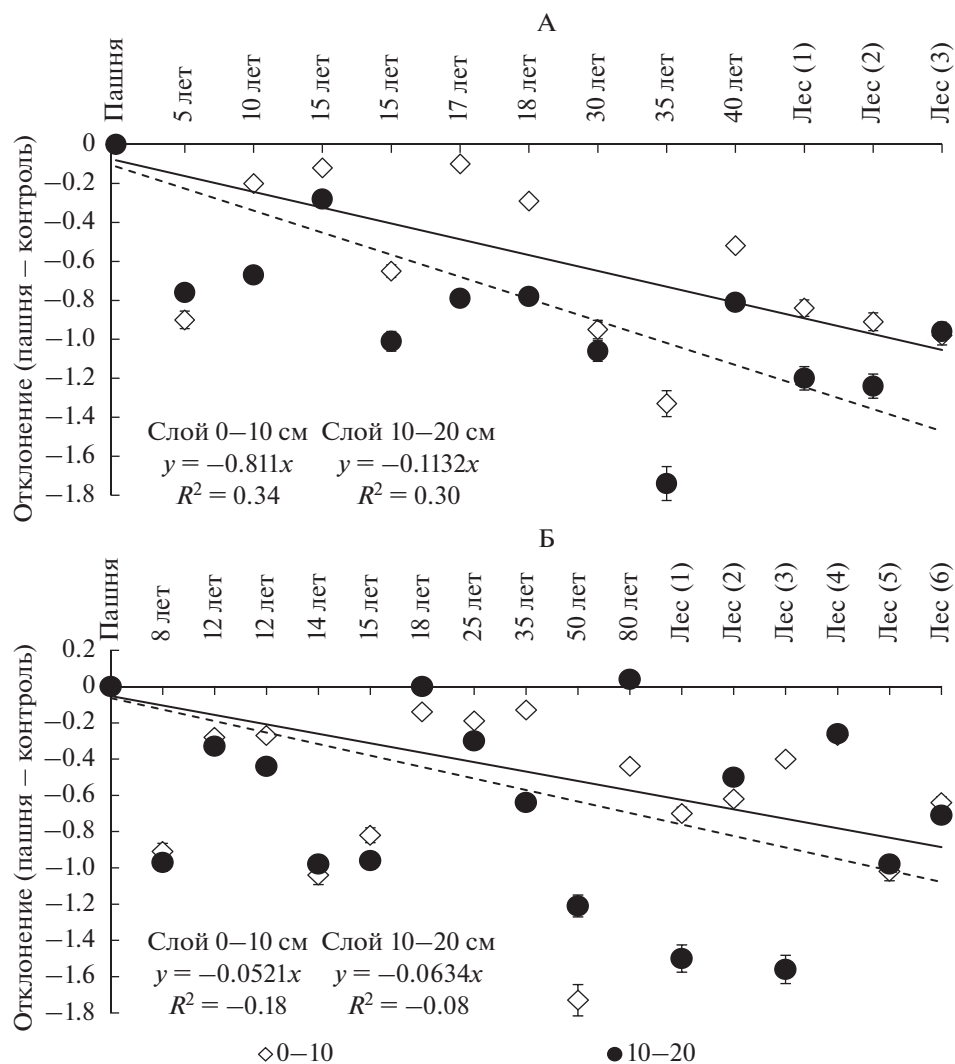 А
Пашня
5 лет
10 лет
15 лет
15 лет
17 лет
18 лет
30 лет
35 лет
40 лет
Лес (1)
Лес (2)
Лес (3)
Отклонение (пашня – контроль)
0
–0.2
–0.4
–0.6
–0.8
–1.0
–1.2
–1.4
–1.6
–1.8
Слой 0–10 см Слой 10–20 см
y = –0.811x y = –0.1132x
R² = 0.34 R² = 0.30
Б
Пашня
8 лет
12 лет
12 лет
14 лет
15 лет
18 лет
25 лет
35 лет
50 лет
80 лет
Лес (1)
Лес (2)
Лес (3)
Лес (4)
Лес (5)
Лес (6)
Отклонение (пашня – контроль)
0.2
0
–0.2
–0.4
–0.6
–0.8
–1.0
–1.2
–1.4
–1.6
–1.8
Слой 0–10 см Слой 10–20 см
y = –0.0521x y = –0.0634x
R² = –0.18 R² = –0.08
0–10 10–20